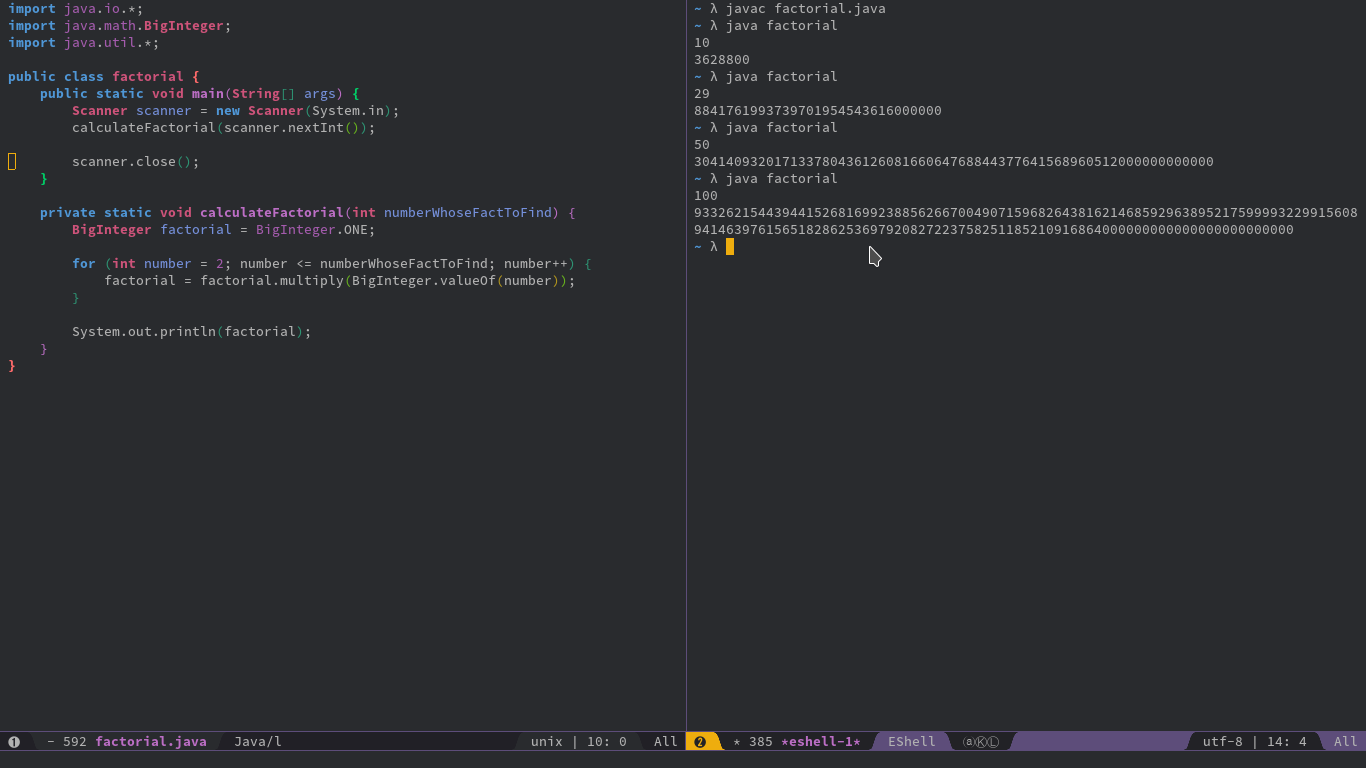 import java.io.*;
import java.math.BigInteger;
import java.util.*;

public class factorial {
    public static void main(String[] args) {
        Scanner scanner = new Scanner(System.in);
        calculateFactorial(scanner.nextInt());

        scanner.close();
    }

    private static void calculateFactorial(int numberWhoseFactToFind) {
        BigInteger factorial = BigInteger.ONE;

        for (int number = 2; number <= numberWhoseFactToFind; number++) {
            factorial = factorial.multiply(BigInteger.valueOf(number));
        }

        System.out.println(factorial);
    }
}
❶ - 592 factorial.java Java/l unix | 10: 0 All
~ λ javac factorial.java
~ λ java factorial
10
3628800
~ λ java factorial
29
8841761993739701954543616000000
~ λ java factorial
50
30414093201713378043612608166064768844377641568960512000000000000
~ λ java factorial
100
93326215443944152681699238856266700490715968264381621468592963895217599993229915608
941463976156518286253697920827223758251185210916864000000000000000000000000
~ λ
❷ * 385 *eshell-1* EShell ⓐⓀⓁ utf-8 | 14: 4 All